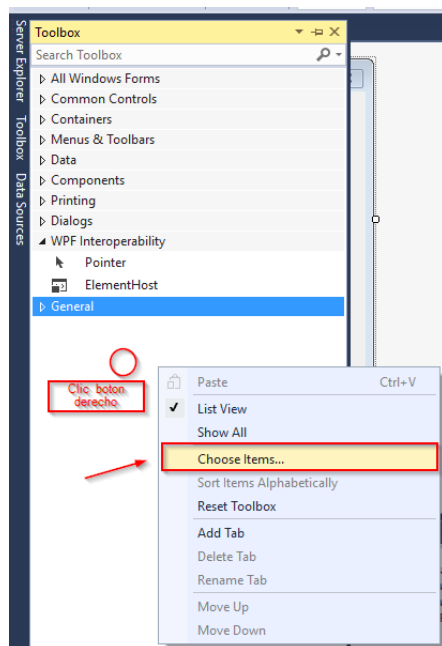 Server Explorer
Toolbox
Data Sources
Toolbox
Search Toolbox
All Windows Forms
Common Controls
Containers
Menus & Toolbars
Data
Components
Printing
Dialogs
WPF Interoperability
Pointer
ElementHost
General
Clic boton
derecho
Paste Ctrl+V
List View
Show All
Choose Items...
Sort Items Alphabetically
Reset Toolbox
Add Tab
Delete Tab
Rename Tab
Move Up
Move Down